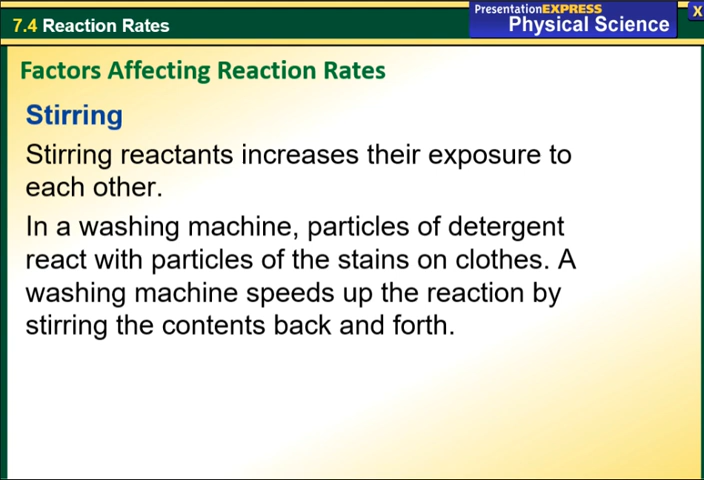 PresentationEXPRESS
X
7.4 Reaction Rates
Physical Science
Factors Affecting Reaction Rates
Stirring
Stirring reactants increases their exposure to
each other.
In a washing machine, particles of detergent
react with particles of the stains on clothes. A
washing machine speeds up the reaction by
stirring the contents back and forth.